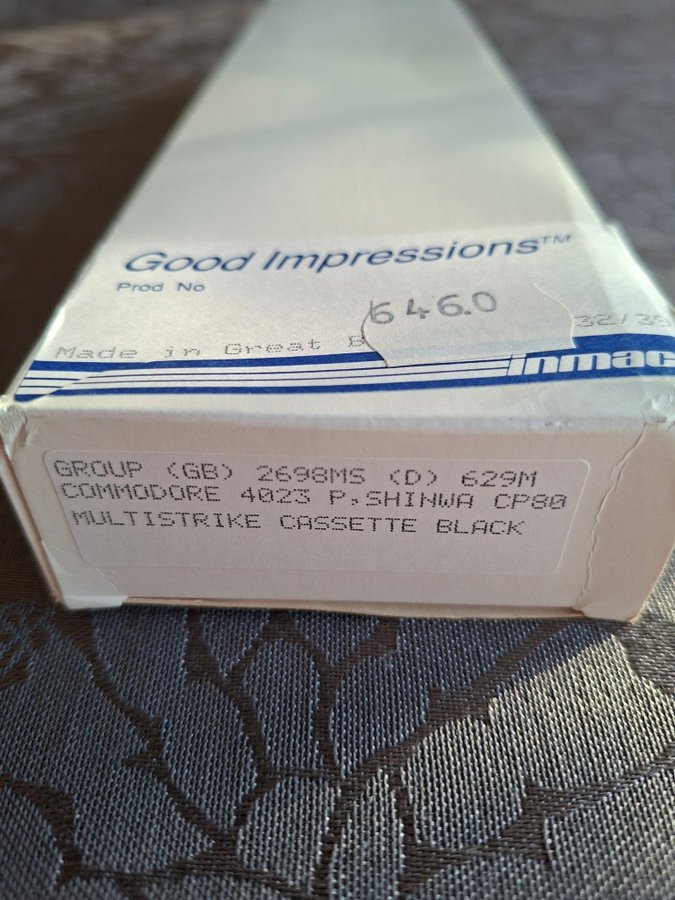 Good Impressions™
Prod No
646.0
32/39
Made in Great B
inmac
GROUP (GB) 2698MS (D) 629M
COMMODORE 4023 P,SHINWA CP80
MULTISTRIKE CASSETTE BLACK